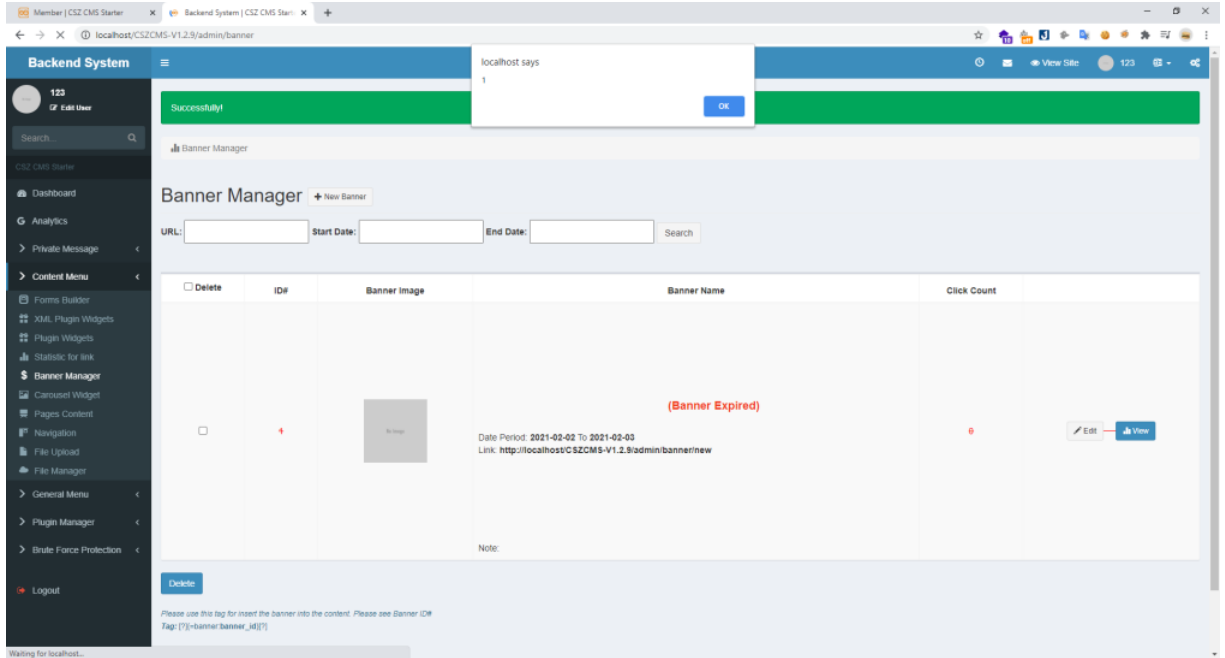 Member | CSZ CMS Starter
Backend System | CSZ CMS Start
localhost/CSZCMS-V1.2.9/admin/banner
Backend System
View Site
123
localhost says
1
OK
123
Edit User
Successfully!
Search...
Banner Manager
CSZ CMS Starter
Dashboard
Analytics
Private Message
Content Menu
Forms Builder
XML Plugin Widgets
Plugin Widgets
Statistic for link
Banner Manager
Carousel Widget
Pages Content
Navigation
File Upload
File Manager
General Menu
Plugin Manager
Brute Force Protection
Logout
Banner Manager + New Banner
URL: Start Date: End Date: Search
Delete ID# Banner Image Banner Name Click Count
(Banner Expired)
Date Period: 2021-02-02 To 2021-02-03
Link: http://localhost/CSZCMS-V1.2.9/admin/banner/new
Edit View
Note:
Delete
Please use this tag for insert the banner into the content. Please see Banner ID#
Tag: [?]{=banner:banner_id}[?]
Waiting for localhost...